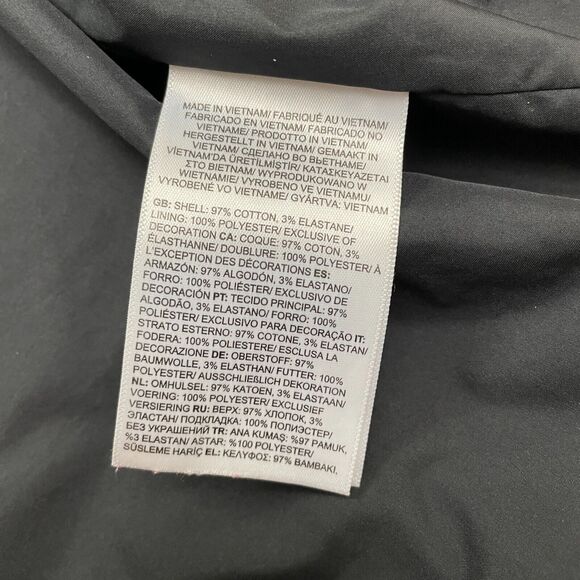 MADE IN VIETNAM/ FABRIQUÉ AU VIETNAM/
FABRICADO EN VIETNAM/ FABRICADO NO
VIETNAME/ PRODOTTO IN VIETNAM/
HERGESTELLT IN VIETNAM/ GEMAAKT IN
VIETNAM/ СДЕЛАНО ВО ВЬЕТНАМЕ/
VİETNAM'DA ÜRETİLMİŞTİR/ ΚΑΤΑΣΚΕΥΑΖΕΤΑΙ
ΣΤΟ ΒΙΕΤΝΑΜ/ WYPRODUKOWANO W
WIETNAMIE/ VYROBENO VE VIETNAMU/
VYROBENÉ VO VIETNAME/ GYÁRTVA: VIETNAM
GB: SHELL: 97% COTTON, 3% ELASTANE/
LINING: 100% POLYESTER/ EXCLUSIVE OF
DECORATION CA: COQUE: 97% COTON, 3%
ÉLASTHANNE/ DOUBLURE: 100% POLYESTER/ À
L'EXCEPTION DES DÉCORATIONS ES:
ARMAZÓN: 97% ALGODÓN, 3% ELASTANO/
FORRO: 100% POLIÉSTER/ EXCLUSIVO DE
DECORACIÓN PT: TECIDO PRINCIPAL: 97%
ALGODÃO, 3% ELASTANO/ FORRO: 100%
POLIÉSTER/ EXCLUSIVO PARA DECORAÇÃO IT:
STRATO ESTERNO: 97% COTONE, 3% ELASTAN/
FODERA: 100% POLIESTERE/ ESCLUSA LA
DECORAZIONE DE: OBERSTOFF: 97%
BAUMWOLLE, 3% ELASTHAN/ FUTTER: 100%
POLYESTER/ AUSSCHLIEßLICH DEKORATION
NL: OMHULSEL: 97% KATOEN, 3% ELASTAAN/
VOERING: 100% POLYESTER/ EXCLUSIEF
VERSIERING RU: ВЕРХ: 97% ХЛОПОК, 3%
ЭЛАСТАН/ ПОДКЛАДКА: 100% ПОЛИЭСТЕР/
БЕЗ УКРАШЕНИЙ TR: ANA KUMAŞ: %97 PAMUK,
%3 ELASTAN/ ASTAR: %100 POLYESTER/
SÜSLEME HARİÇ EL: ΚΕΛΥΦΟΣ: 97% ΒΑΜΒΑΚΙ,